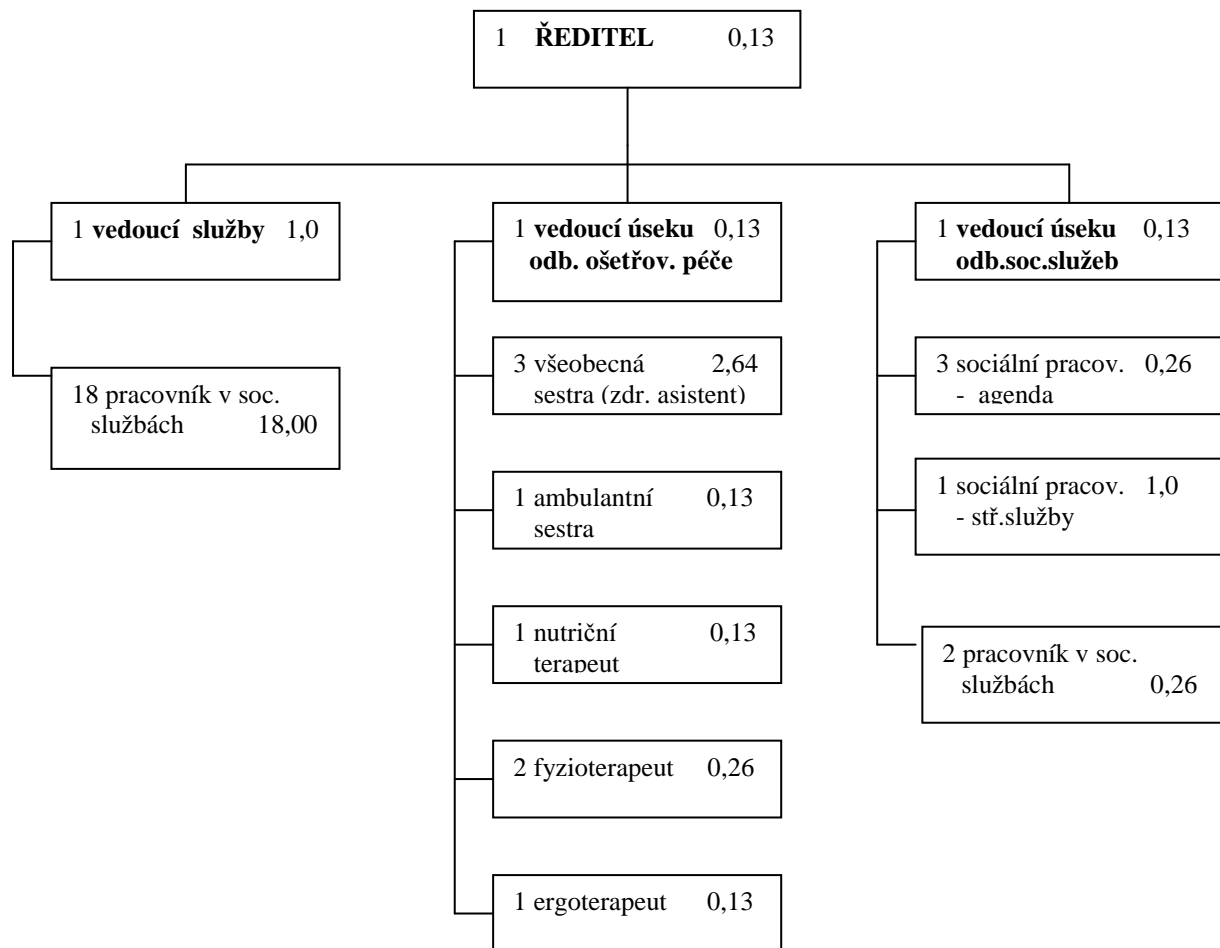 1 ŘEDITEL 0,13
1 vedoucí služby 1,0
18 pracovník v soc.
službách 18,00
1 vedoucí úseku 0,13
odb. ošetřov. péče
3 všeobecná 2,64
sestra (zdr. asistent)
1 ambulantní 0,13
sestra
1 nutriční 0,13
terapeut
2 fyzioterapeut 0,26
1 ergoterapeut 0,13
1 vedoucí úseku 0,13
odb.soc.služeb
3 sociální pracov. 0,26
- agenda
1 sociální pracov. 1,0
- stř.služby
2 pracovník v soc.
službách 0,26